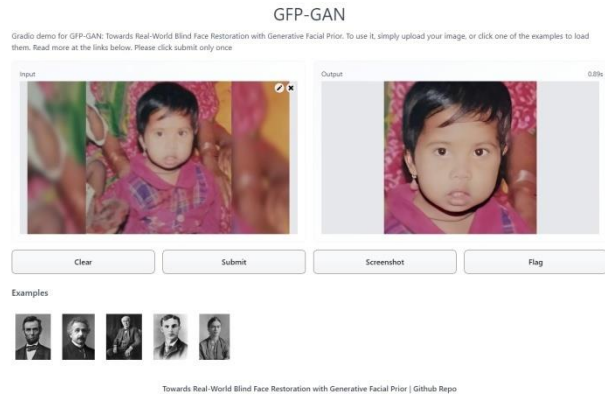 GFP-GAN
Gradio demo for GFP-GAN: Towards Real-World Blind Face Restoration with Generative Facial Prior. To use it, simply upload your image, or click one of the examples to load
them. Read more at the links below. Please click submit only once
Input
Output
0.89s
Clear
Submit
Screenshot
Flag
Examples
Towards Real-World Blind Face Restoration with Generative Facial Prior | Github Repo